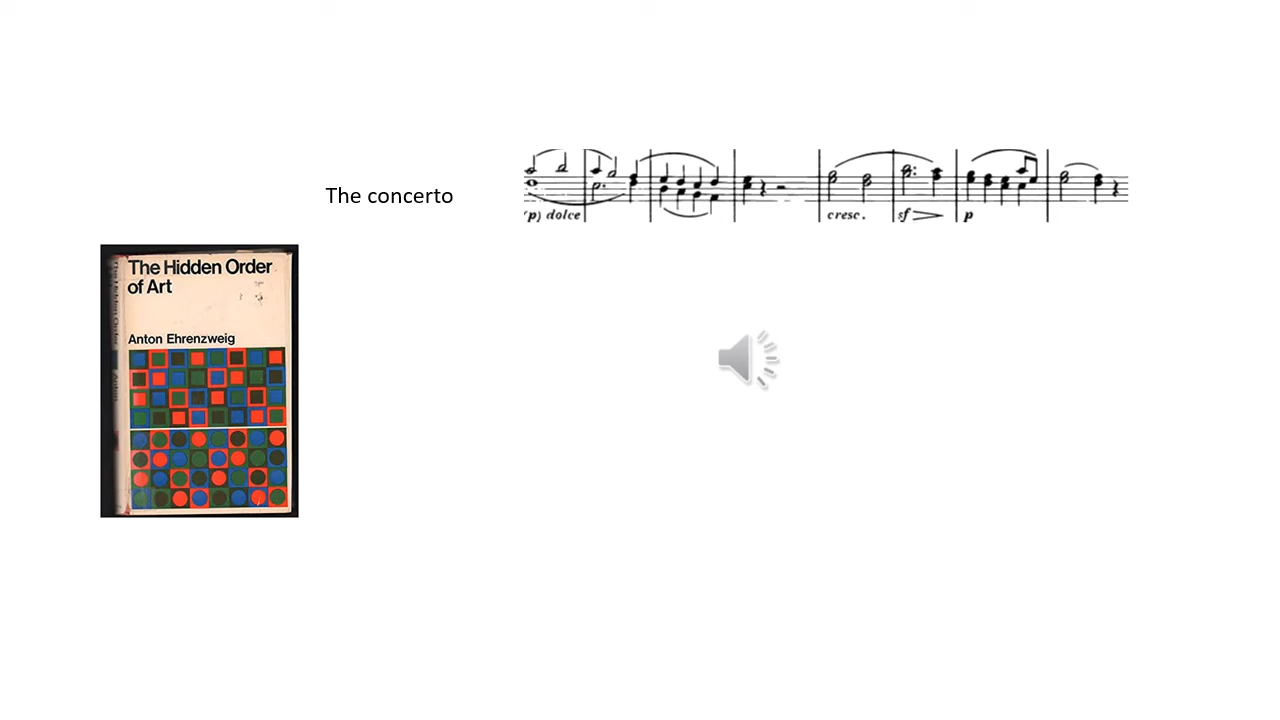 The concerto
(p) dolce
cresc.
sf
p
The Hidden Order
of Art
Anton Ehrenzweig